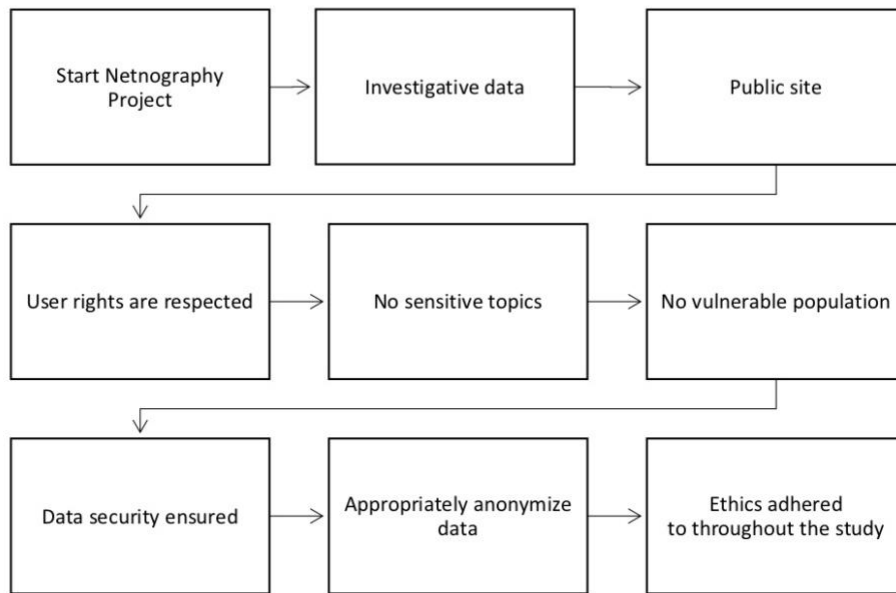 Start Netnography
Project
Investigative data
Public site
User rights are respected
No sensitive topics
No vulnerable population
Data security ensured
Appropriately anonymize
data
Ethics adhered
to throughout the study